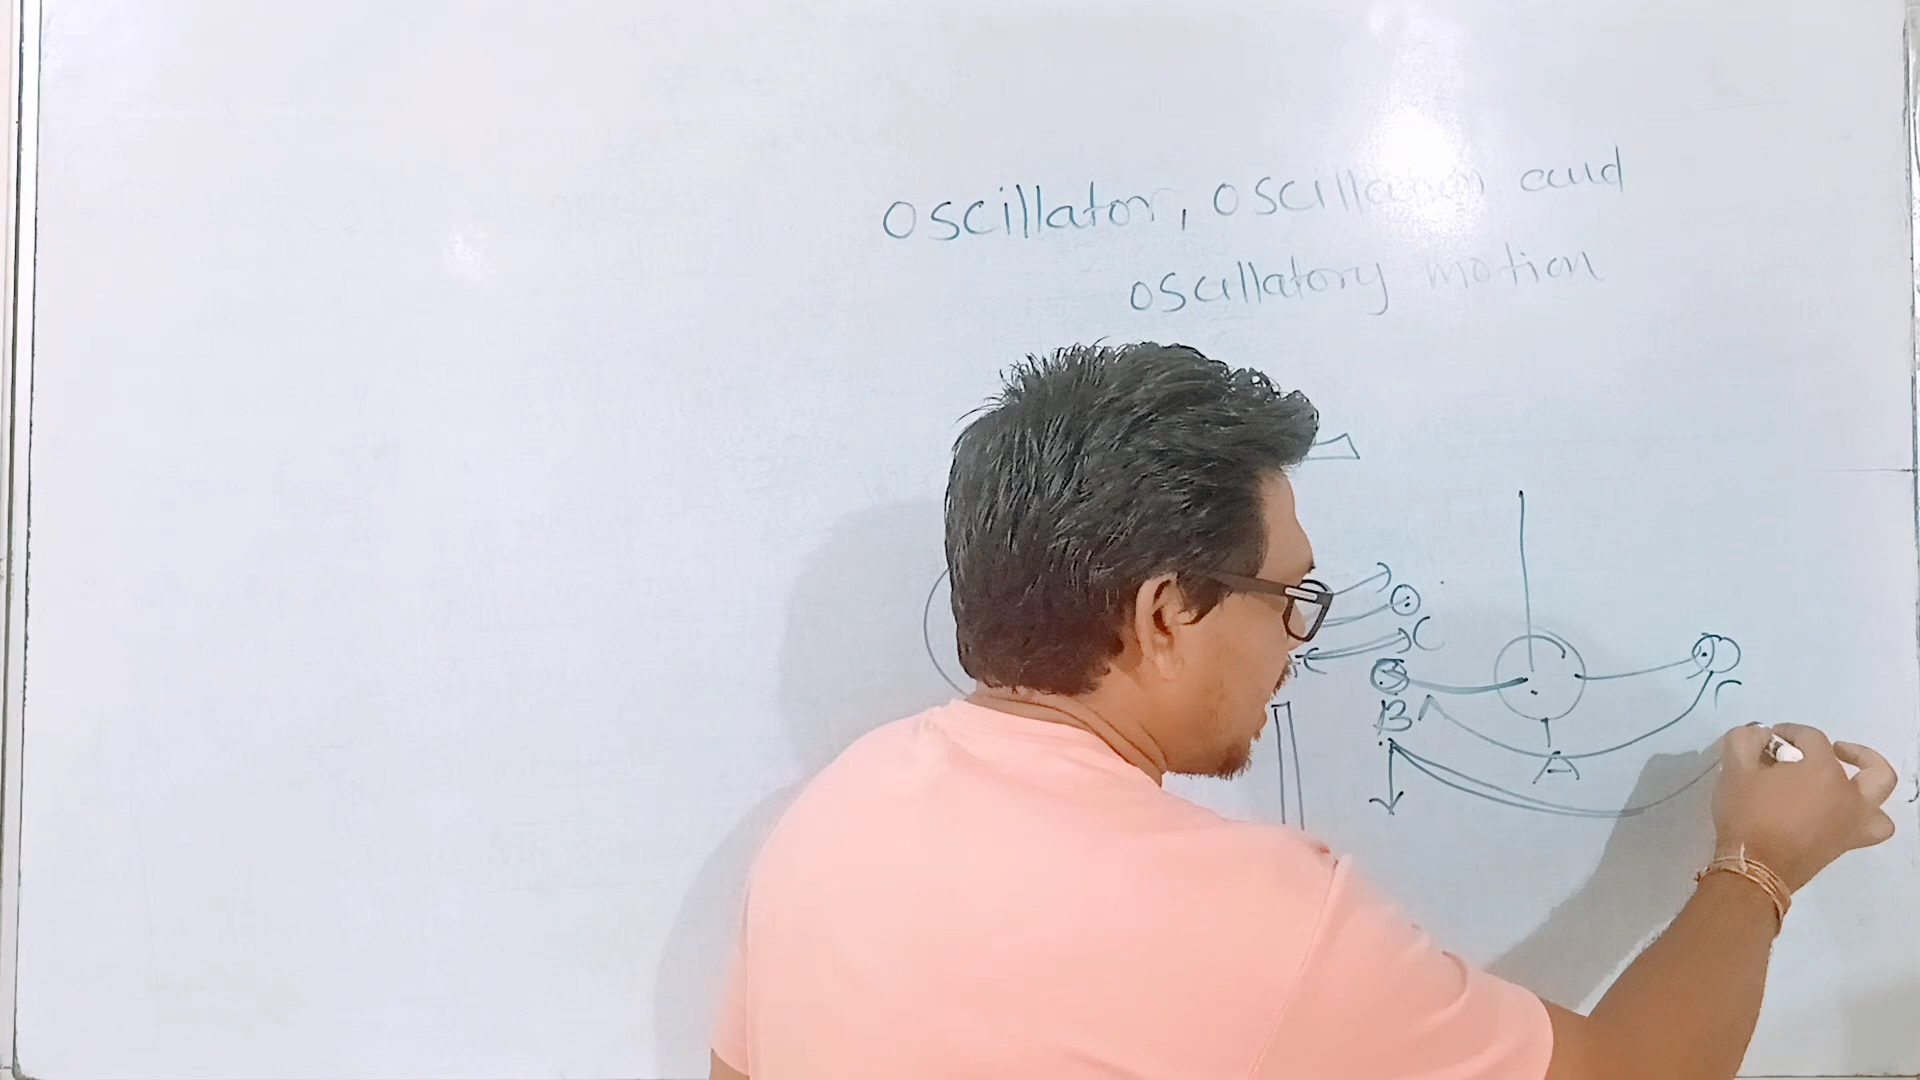 oscillator, oscillation and
oscillatory motion
C
B
C
A